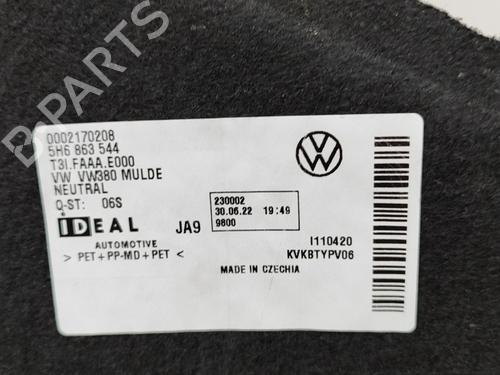 0002170208
5H6 863 544
T3I.FAAA.E000
VW VW380 MULDE
NEUTRAL
Q-ST: 06S
IDEAL
AUTOMOTIVE
JA9
> PET+PP-MD+PET <
230002
30.06.22 19:49
9800
I110420
KVKBTYPV06
MADE IN CZECHIA
B-PARTS